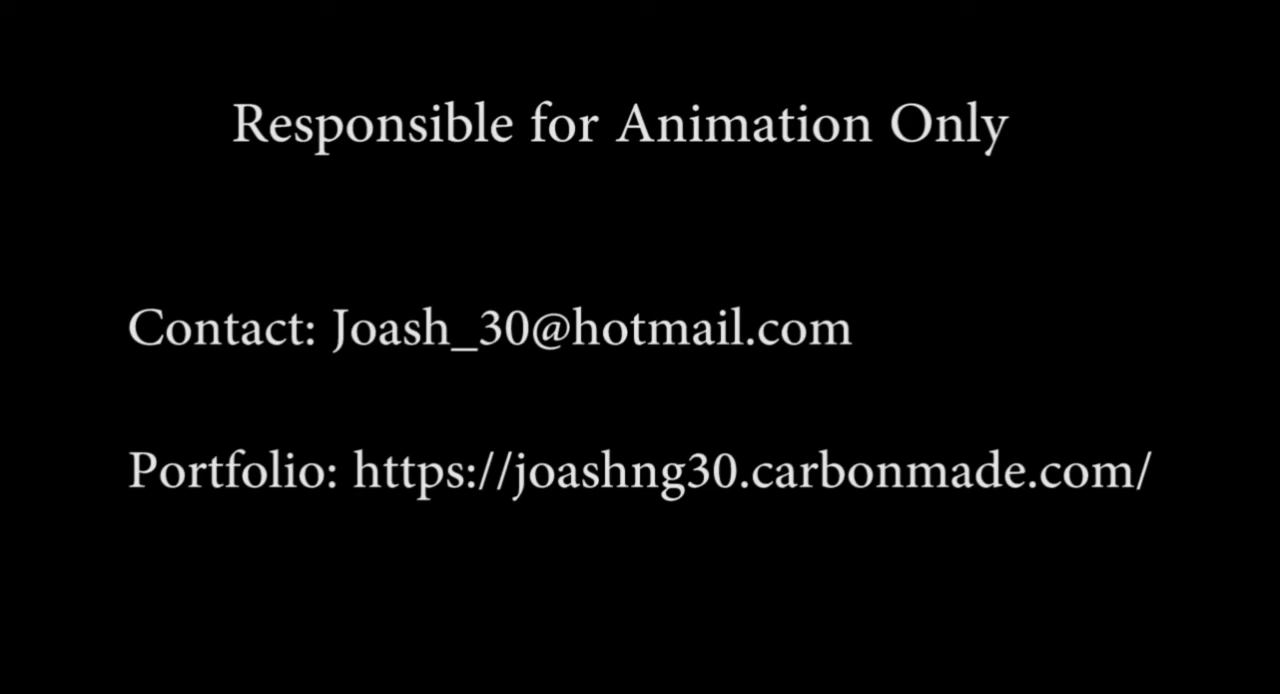 Responsible for Animation Only
Contact: Joash_30@hotmail.com
Portfolio: https://joashng30.carbonmade.com/